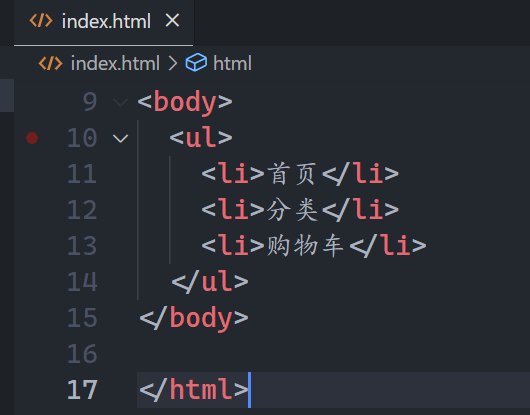 index.html ×
index.html > html
9 <body>
10 <ul>
11 <li>首页</li>
12 <li>分类</li>
13 <li>购物车</li>
14 </ul>
15 </body>
16
17 </html>